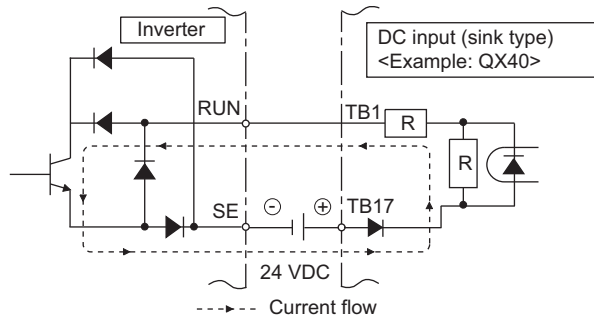 Inverter
DC input (sink type)
<Example: QX40>
RUN
TB1
R
R
SE
⊖
⊕
TB17
24 VDC
Current flow